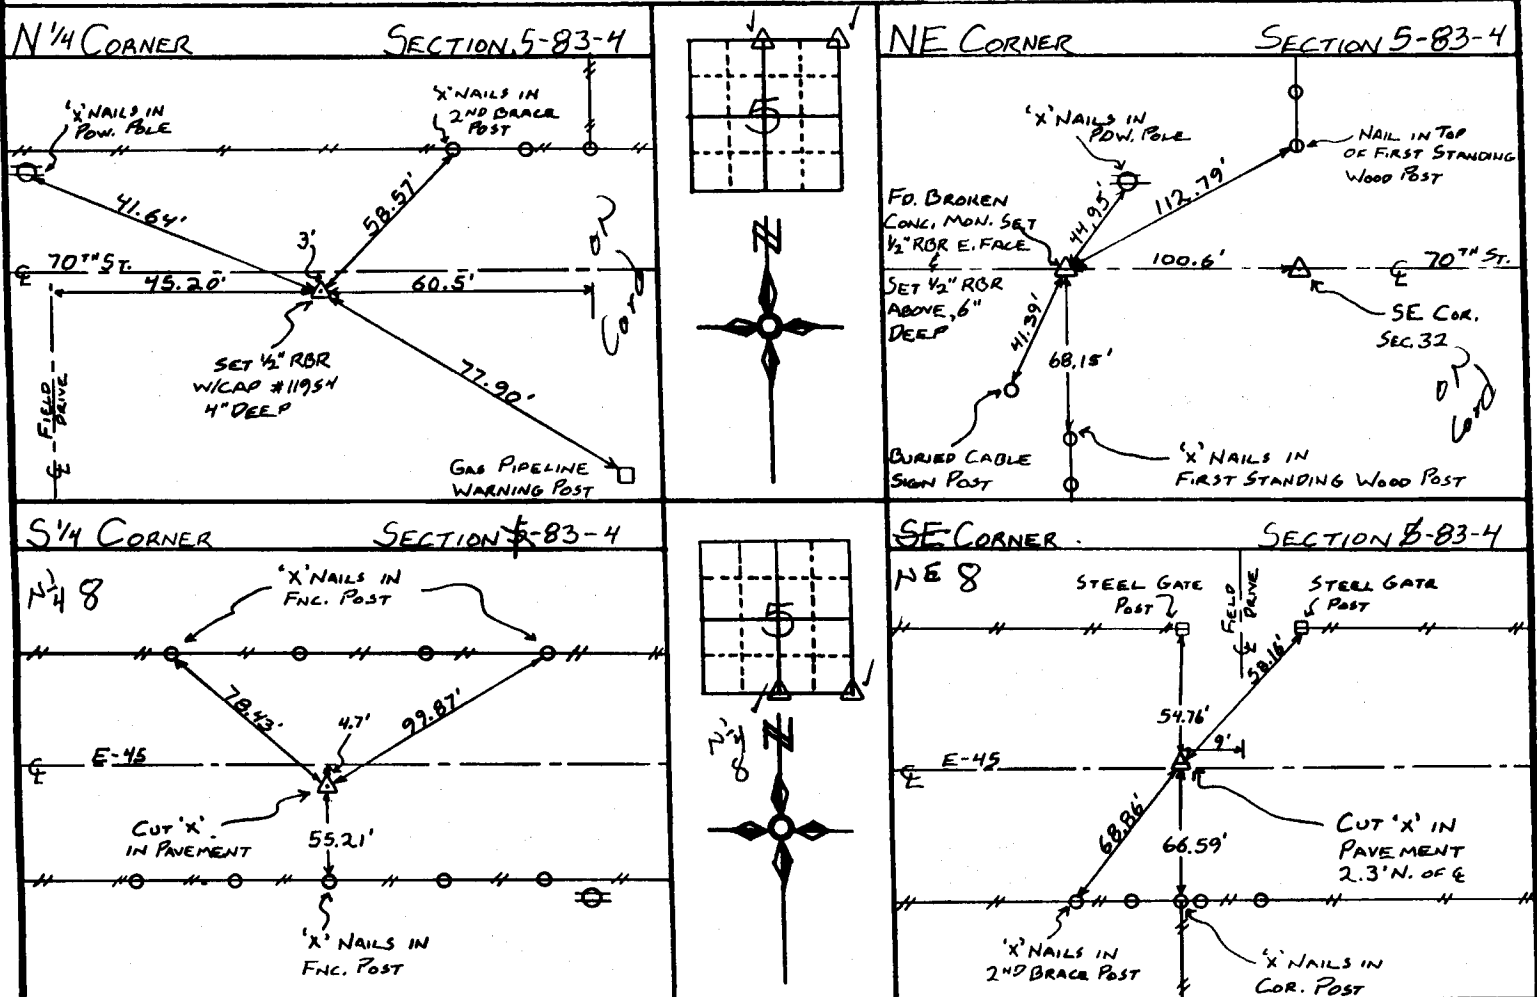 N 1/4 CORNER SECTION 5-83-4
'X' NAILS IN
POW. POLE
'X' NAILS IN
2ND BRACE
POST
41.64'
58.57'
3'
70TH ST.
℄
45.20'
60.5'
OR
Cord
SET 1/2" RBR
W/CAP #11954
4" DEEP
77.90'
FIELD
DRIVE
℄
GAS PIPELINE
WARNING POST
5
N
NE CORNER SECTION 5-83-4
'X' NAILS IN
POW. POLE
NAIL IN TOP
OF FIRST STANDING
WOOD POST
FD. BROKEN
CONC. MON. SET
1/2" RBR E. FACE
&
SET 1/2" RBR
ABOVE, 6"
DEEP
44.95'
112.79'
100.6'
℄ 70TH ST.
SE COR.
SEC. 32
OR
Cord
41.39'
68.15'
BURIED CABLE
SIGN POST
'X' NAILS IN
FIRST STANDING WOOD POST
S 1/4 CORNER SECTION 5-83-4
N 1/4 8
'X' NAILS IN
FNC. POST
78.43'
99.87'
4.7'
℄ E-45
CUT 'X'
IN PAVEMENT
55.21'
'X' NAILS IN
FNC. POST
5
8
N
SE CORNER SECTION 5-83-4
NE 8
STEEL GATE
POST
FIELD
DRIVE
℄
STEEL GATE
POST
58.16'
54.76'
9'
℄ E-45
68.86'
66.59'
CUT 'X' IN
PAVEMENT
2.3' N. OF ℄
'X' NAILS IN
2ND BRACE POST
'X' NAILS IN
COR. POST